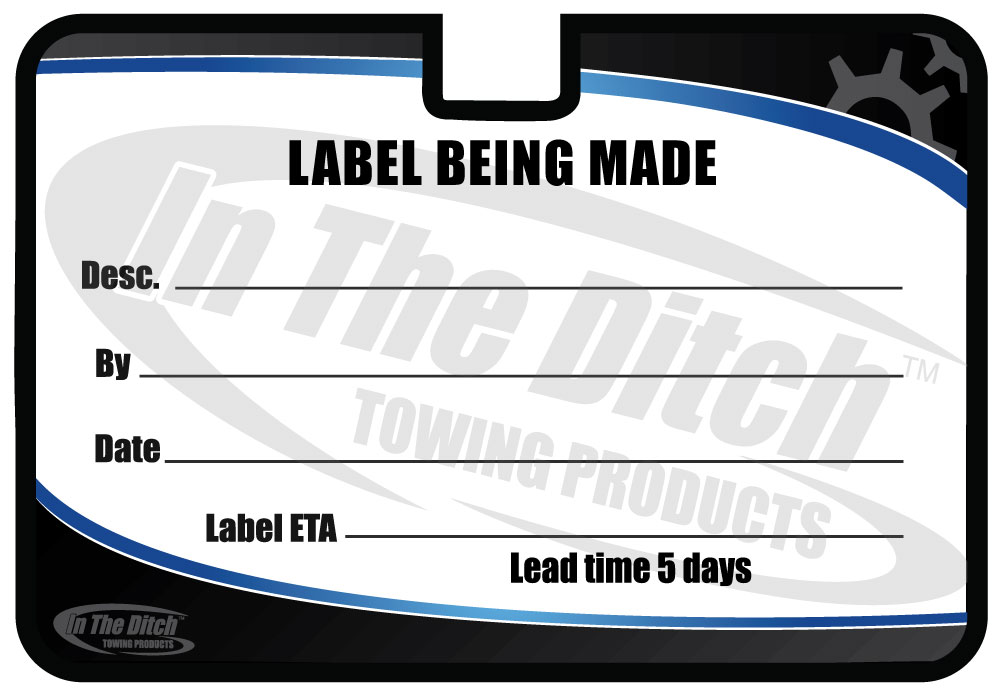 LABEL BEING MADE
In The Ditch™
TOWING PRODUCTS
Desc.
By
Date
Label ETA
Lead time 5 days
In The Ditch™
TOWING PRODUCTS